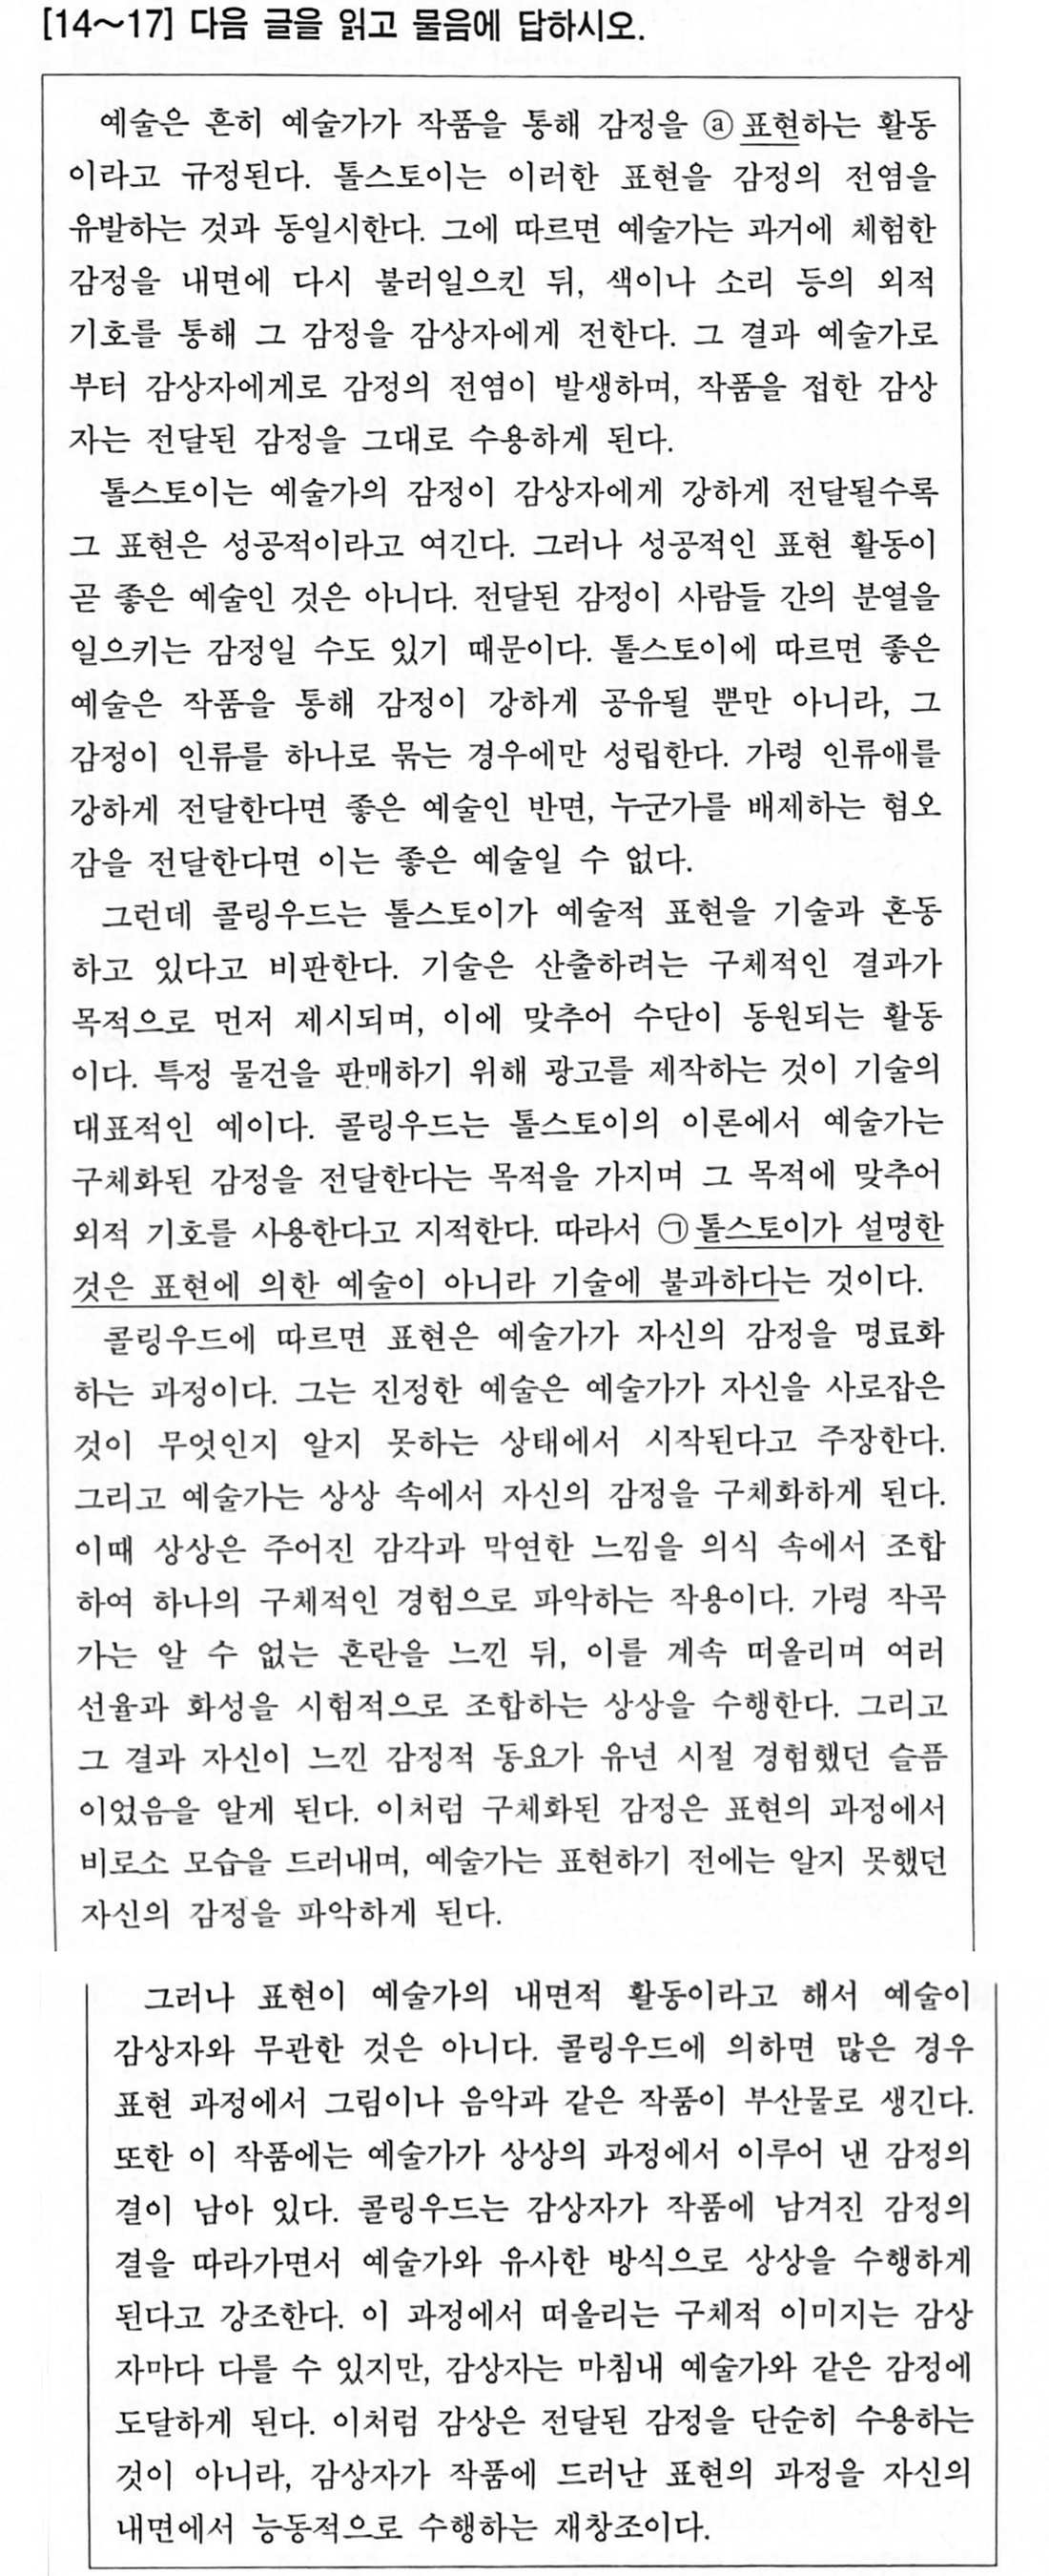 [14～17] 다음 글을 읽고 물음에 답하시오.
예술은 흔히 예술가가 작품을 통해 감정을 ⓐ표현하는 활동
이라고 규정된다. 톨스토이는 이러한 표현을 감정의 전염을
유발하는 것과 동일시한다. 그에 따르면 예술가는 과거에 체험한
감정을 내면에 다시 불러일으킨 뒤, 색이나 소리 등의 외적
기호를 통해 그 감정을 감상자에게 전한다. 그 결과 예술가로
부터 감상자에게로 감정의 전염이 발생하며, 작품을 접한 감상
자는 전달된 감정을 그대로 수용하게 된다.
톨스토이는 예술가의 감정이 감상자에게 강하게 전달될수록
그 표현은 성공적이라고 여긴다. 그러나 성공적인 표현 활동이
곧 좋은 예술인 것은 아니다. 전달된 감정이 사람들 간의 분열을
일으키는 감정일 수도 있기 때문이다. 톨스토이에 따르면 좋은
예술은 작품을 통해 감정이 강하게 공유될 뿐만 아니라, 그
감정이 인류를 하나로 묶는 경우에만 성립한다. 가령 인류애를
강하게 전달한다면 좋은 예술인 반면, 누군가를 배제하는 혐오
감을 전달한다면 이는 좋은 예술일 수 없다.
그런데 콜링우드는 톨스토이가 예술적 표현을 기술과 혼동
하고 있다고 비판한다. 기술은 산출하려는 구체적인 결과가
목적으로 먼저 제시되며, 이에 맞추어 수단이 동원되는 활동
이다. 특정 물건을 판매하기 위해 광고를 제작하는 것이 기술의
대표적인 예이다. 콜링우드는 톨스토이의 이론에서 예술가는
구체화된 감정을 전달한다는 목적을 가지며 그 목적에 맞추어
외적 기호를 사용한다고 지적한다. 따라서 ㉠톨스토이가 설명한
것은 표현에 의한 예술이 아니라 기술에 불과하다는 것이다.
콜링우드에 따르면 표현은 예술가가 자신의 감정을 명료화
하는 과정이다. 그는 진정한 예술은 예술가가 자신을 사로잡은
것이 무엇인지 알지 못하는 상태에서 시작된다고 주장한다.
그리고 예술가는 상상 속에서 자신의 감정을 구체화하게 된다.
이때 상상은 주어진 감각과 막연한 느낌을 의식 속에서 조합
하여 하나의 구체적인 경험으로 파악하는 작용이다. 가령 작곡
가는 알 수 없는 혼란을 느낀 뒤, 이를 계속 떠올리며 여러
선율과 화성을 시험적으로 조합하는 상상을 수행한다. 그리고
그 결과 자신이 느낀 감정적 동요가 유년 시절 경험했던 슬픔
이었음을 알게 된다. 이처럼 구체화된 감정은 표현의 과정에서
비로소 모습을 드러내며, 예술가는 표현하기 전에는 알지 못했던
자신의 감정을 파악하게 된다.
그러나 표현이 예술가의 내면적 활동이라고 해서 예술이
감상자와 무관한 것은 아니다. 콜링우드에 의하면 많은 경우
표현 과정에서 그림이나 음악과 같은 작품이 부산물로 생긴다.
또한 이 작품에는 예술가가 상상의 과정에서 이루어 낸 감정의
결이 남아 있다. 콜링우드는 감상자가 작품에 남겨진 감정의
결을 따라가면서 예술가와 유사한 방식으로 상상을 수행하게
된다고 강조한다. 이 과정에서 떠올리는 구체적 이미지는 감상
자마다 다를 수 있지만, 감상자는 마침내 예술가와 같은 감정에
도달하게 된다. 이처럼 감상은 전달된 감정을 단순히 수용하는
것이 아니라, 감상자가 작품에 드러난 표현의 과정을 자신의
내면에서 능동적으로 수행하는 재창조이다.